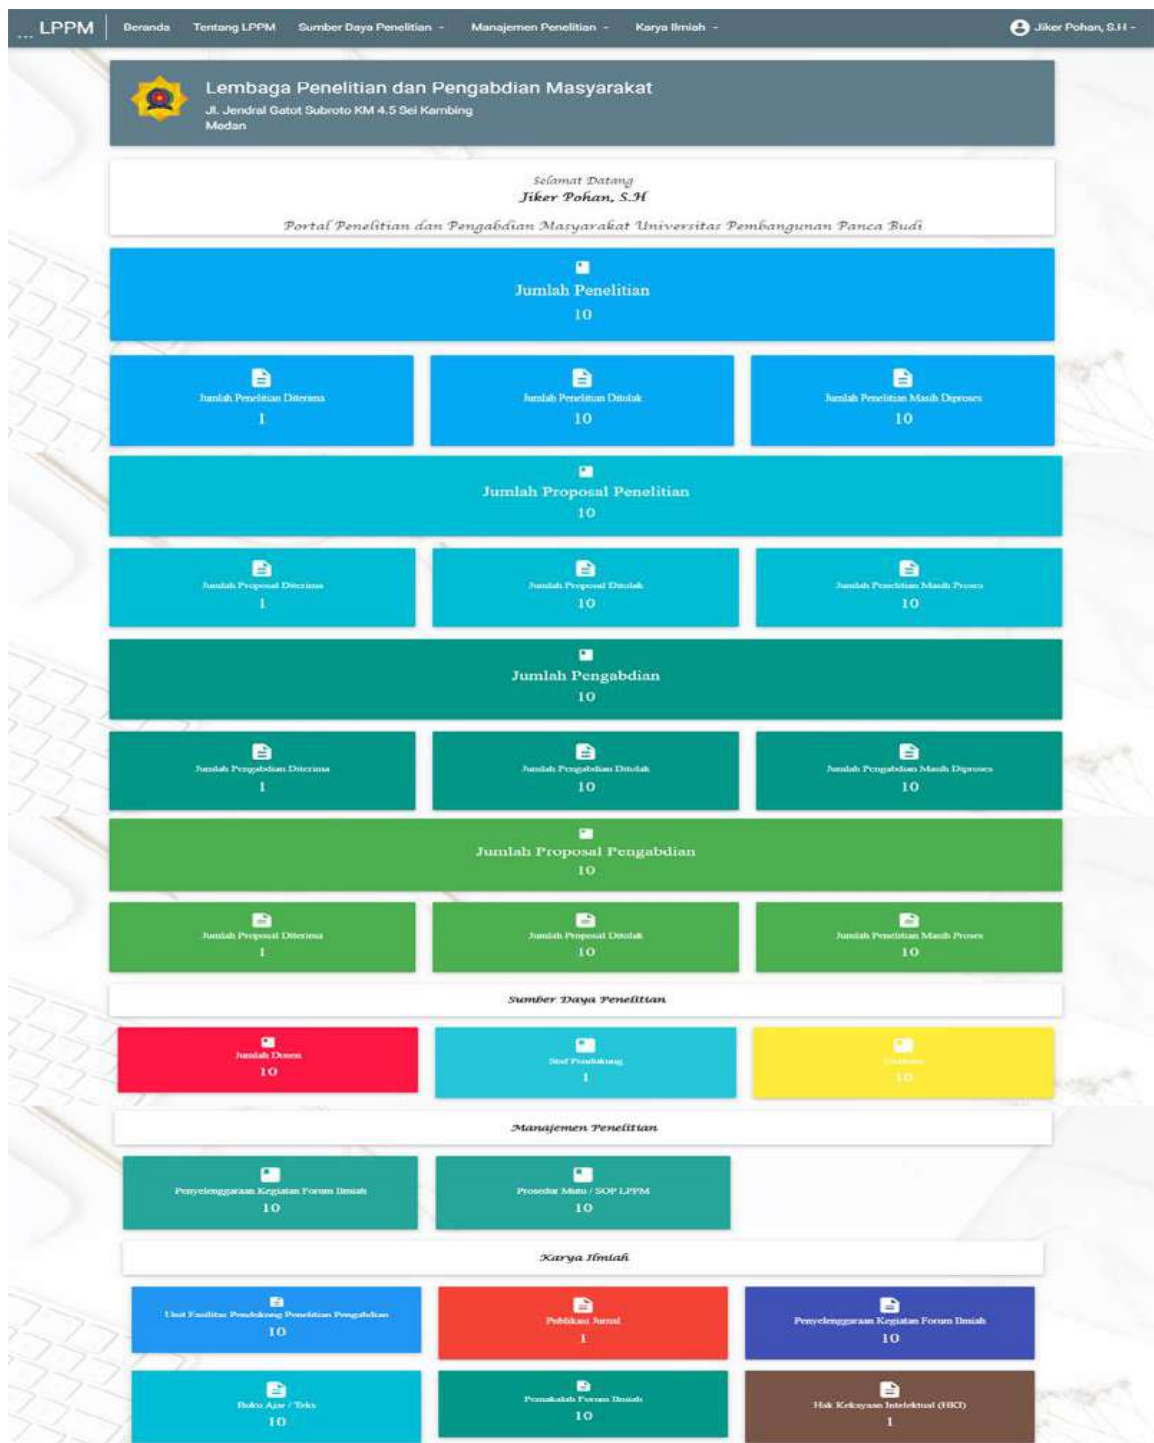 ... LPPM
Beranda
Tentang LPPM
Sumber Daya Penelitian
Manajemen Penelitian
Karya Ilmiah
Jiker Pohan, S.H
Lembaga Penelitian dan Pengabdian Masyarakat
Jl. Jendral Gatot Subroto KM 4.5 Sei Kambing
Medan
Selamat Datang
Jiker Pohan, S.H
Portal Penelitian dan Pengabdian Masyarakat Universitas Pembangunan Panca Budi
Jumlah Penelitian
10
Jumlah Penelitian Diterima
1
Jumlah Penelitian Ditolak
10
Jumlah Penelitian Masih Diproses
10
Jumlah Proposal Penelitian
10
Jumlah Proposal Diterima
1
Jumlah Proposal Ditolak
10
Jumlah Penelitian Masih Proses
10
Jumlah Pengabdian
10
Jumlah Pengabdian Diterima
1
Jumlah Pengabdian Ditolak
10
Jumlah Pengabdian Masih Diproses
10
Jumlah Proposal Pengabdian
10
Jumlah Proposal Diterima
1
Jumlah Proposal Ditolak
10
Jumlah Penelitian Masih Proses
10
Sumber Daya Penelitian
Jumlah Dosen
10
Staf Pendukung
1
10
Manajemen Penelitian
Penyelenggaraan Kegiatan Forum Ilmiah
10
Prosedur Mutu / SOP LPPM
10
Karya Ilmiah
Unit Fasilitas Pendukung Penelitian Pengabdian
10
Publikasi Jurnal
1
Penyelenggaraan Kegiatan Forum Ilmiah
10
Buku Ajar / Teks
10
Pemakalah Forum Ilmiah
10
Hak Kekayaan Intelektual (HKI)
1